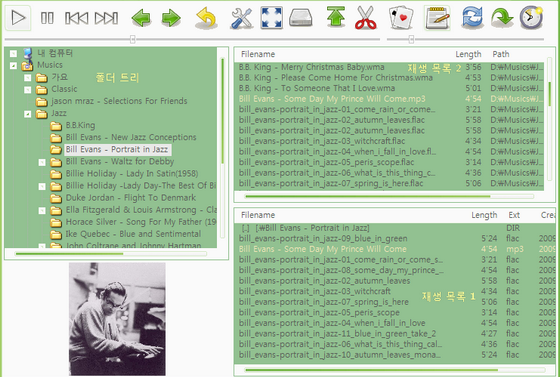 내 컴퓨터
Musics
가요
Classic
jason mraz - Selections For Friends
Jazz
B.B.King
Bill Evans - New Jazz Conceptions
Bill Evans - Portrait in Jazz
Bill Evans - Waltz for Debby
Billie Holiday - Lady In Satin(1958)
Billie Holiday -Lady Day-The Best Of Bi
Duke Jordan - Flight To Denmark
Ella Fitzgerald & Louis Armstrong - Cla
Horace Silver - Song For My Father (19
Ike Quebec - Blue and Sentimental
John Coltrane and Johnny Hartman
폴더 트리
Filename Length Path
B.B. King - Merry Christmas Baby.wma 3'56 D:₩Musics₩J...
B.B. King - Please Come Home For Christmas.wma 4'53 D:₩Musics₩J...
B.B. King - To Someone That I Love.wma 5'01 D:₩Musics₩J...
Bill Evans - Some Day My Prince Will Come.mp3 4'54 D:₩Musics₩J...
bill_evans-portrait_in_jazz-01_come_rain_or_come... 3'21 D:₩Musics₩J...
bill_evans-portrait_in_jazz-02_autumn_leaves.flac 5'58 D:₩Musics₩J...
bill_evans-portrait_in_jazz-02_autumn_leaves.flac 5'58 D:₩Musics₩J...
bill_evans-portrait_in_jazz-03_witchcraft.flac 4'34 D:₩Musics₩J...
bill_evans-portrait_in_jazz-04_when_i_fall_in_lov... 4'54 D:₩Musics₩J...
bill_evans-portrait_in_jazz-05_peris_scope.flac 3'14 D:₩Musics₩J...
bill_evans-portrait_in_jazz-06_what_is_this_thing_c... 4'36 D:₩Musics₩J...
bill_evans-portrait_in_jazz-07_spring_is_here.flac 5'06 D:₩Musics₩J...
재생 목록 2
Filename Length Ext Crea
[.] [.₩Bill Evans - Portrait in Jazz] DIR
bill_evans-portrait_in_jazz-09_blue_in_green 5'24 flac 2009
Bill Evans - Some Day My Prince Will Come 4'54 mp3 2009
bill_evans-portrait_in_jazz-01_come_rain_or_come_s... 3'21 flac 2009
bill_evans-portrait_in_jazz-08_some_day_my_prince_... 4'54 flac 2009
bill_evans-portrait_in_jazz-02_autumn_leaves 5'58 flac 2009
bill_evans-portrait_in_jazz-03_witchcraft 4'34 flac 2009
bill_evans-portrait_in_jazz-07_spring_is_here 5'06 flac 2009
bill_evans-portrait_in_jazz-05_peris_scope 3'14 flac 2009
bill_evans-portrait_in_jazz-04_when_i_fall_in_love 4'54 flac 2009
bill_evans-portrait_in_jazz-11_blue_in_green_take_2 4'27 flac 2009
bill_evans-portrait_in_jazz-06_what_is_this_thing_cal... 4'36 flac 2009
bill_evans-portrait_in_jazz-10_autumn_leaves_mona... 5'24 flac 2009
재생 목록 1